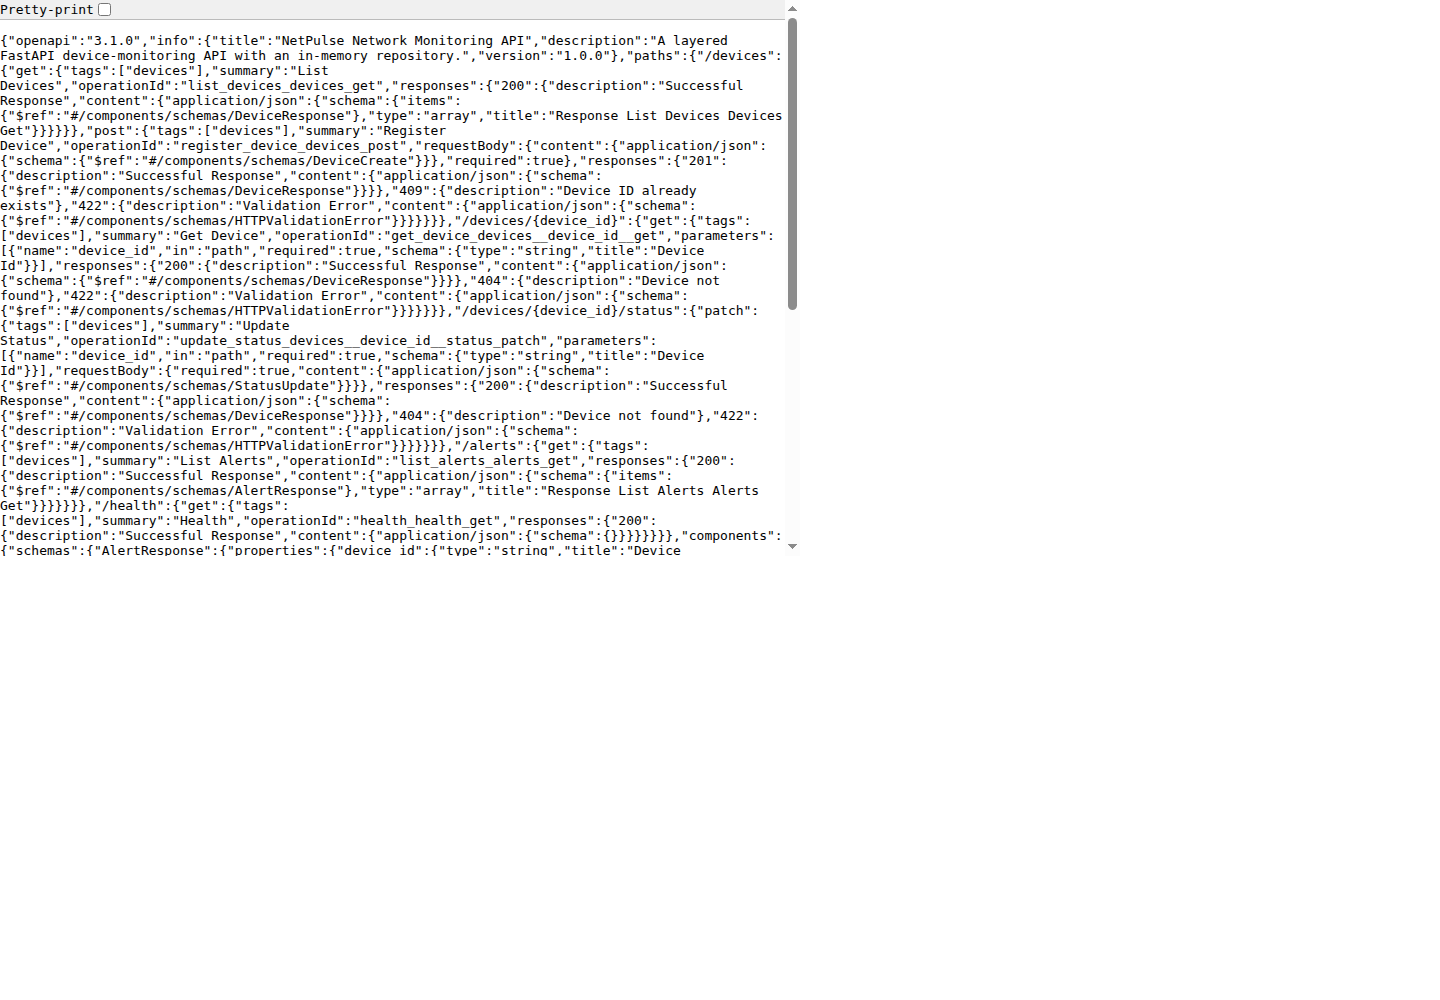 Pretty-print
{"openapi":"3.1.0","info":{"title":"NetPulse Network Monitoring API","description":"A layered
FastAPI device-monitoring API with an in-memory repository.","version":"1.0.0"},"paths":{"/devices":
{"get":{"tags":["devices"],"summary":"List
Devices","operationId":"list_devices_devices_get","responses":{"200":{"description":"Successful
Response","content":{"application/json":{"schema":{"items":
{"$ref":"#/components/schemas/DeviceResponse"},"type":"array","title":"Response List Devices Devices
Get"}}}}}},"post":{"tags":["devices"],"summary":"Register
Device","operationId":"register_device_devices_post","requestBody":{"content":{"application/json":
{"schema":{"$ref":"#/components/schemas/DeviceCreate"}}},"required":true},"responses":{"201":
{"description":"Successful Response","content":{"application/json":{"schema":
{"$ref":"#/components/schemas/DeviceResponse"}}}},"409":{"description":"Device ID already
exists"},"422":{"description":"Validation Error","content":{"application/json":{"schema":
{"$ref":"#/components/schemas/HTTPValidationError"}}}}}}},"/devices/{device_id}":{"get":{"tags":
["devices"],"summary":"Get Device","operationId":"get_device_devices__device_id__get","parameters":
[{"name":"device_id","in":"path","required":true,"schema":{"type":"string","title":"Device
Id"}}],"responses":{"200":{"description":"Successful Response","content":{"application/json":
{"schema":{"$ref":"#/components/schemas/DeviceResponse"}}}},"404":{"description":"Device not
found"},"422":{"description":"Validation Error","content":{"application/json":{"schema":
{"$ref":"#/components/schemas/HTTPValidationError"}}}}}}},"/devices/{device_id}/status":{"patch":
{"tags":["devices"],"summary":"Update
Status","operationId":"update_status_devices__device_id__status_patch","parameters":
[{"name":"device_id","in":"path","required":true,"schema":{"type":"string","title":"Device
Id"}}],"requestBody":{"required":true,"content":{"application/json":{"schema":
{"$ref":"#/components/schemas/StatusUpdate"}}}},"responses":{"200":{"description":"Successful
Response","content":{"application/json":{"schema":
{"$ref":"#/components/schemas/DeviceResponse"}}}},"404":{"description":"Device not found"},"422":
{"description":"Validation Error","content":{"application/json":{"schema":
{"$ref":"#/components/schemas/HTTPValidationError"}}}}}}},"/alerts":{"get":{"tags":
["devices"],"summary":"List Alerts","operationId":"list_alerts_alerts_get","responses":{"200":
{"description":"Successful Response","content":{"application/json":{"schema":{"items":
{"$ref":"#/components/schemas/AlertResponse"},"type":"array","title":"Response List Alerts Alerts
Get"}}}}}}},"/health":{"get":{"tags":
["devices"],"summary":"Health","operationId":"health_health_get","responses":{"200":
{"description":"Successful Response","content":{"application/json":{"schema":{}}}}}}}},"components":
{"schemas":{"AlertResponse":{"properties":{"device_id":{"type":"string","title":"Device